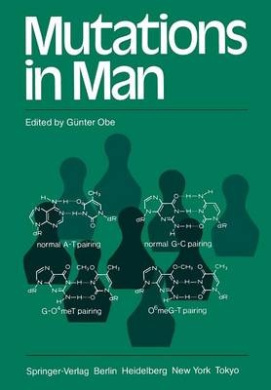 Mutations
in Man
Edited by Günter Obe
normal A-T pairing
normal G-C pairing
G-O⁴meT pairing
O⁶meG-T pairing
Springer-Verlag Berlin Heidelberg New York Tokyo